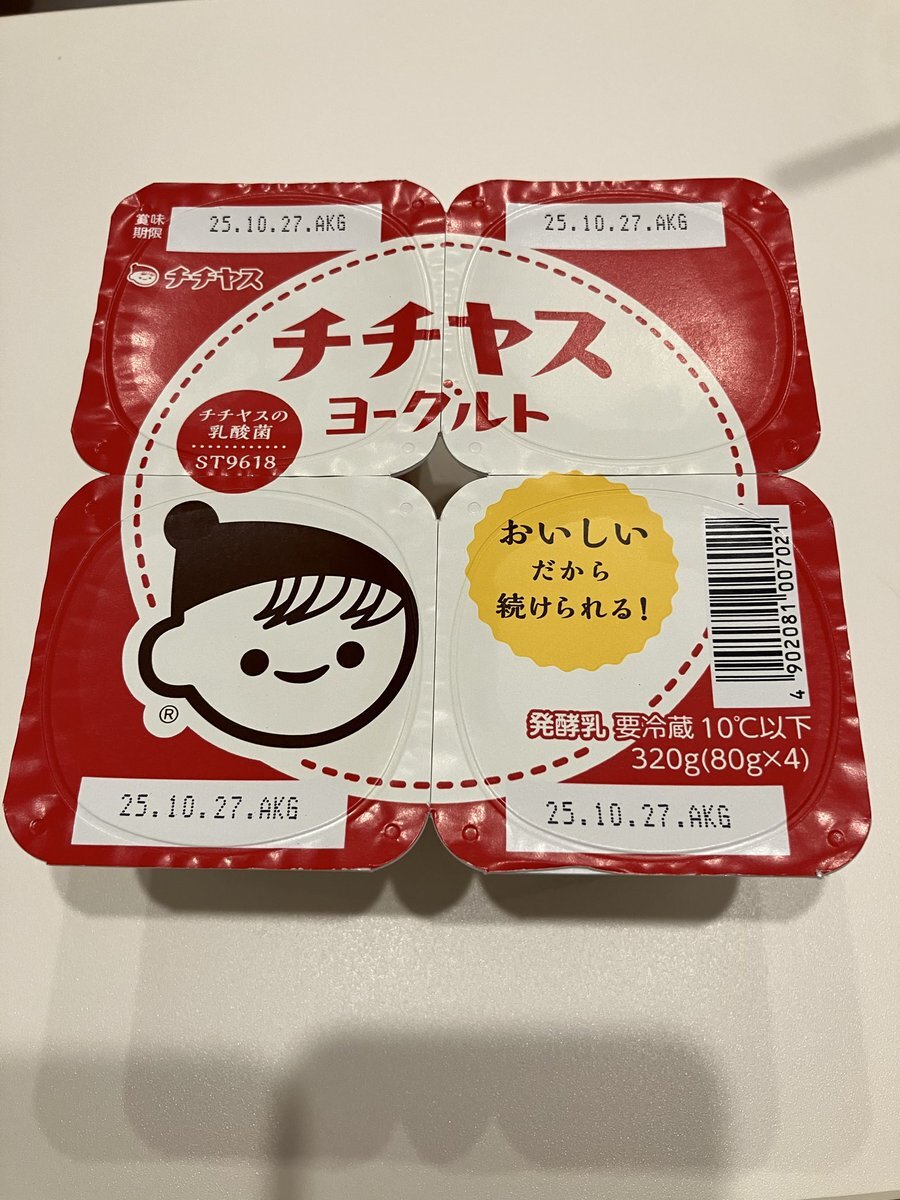 賞味
期限
25.10.27.AKG
25.10.27.AKG
チチヤス
チチヤス
ヨーグルト
チチヤスの
乳酸菌
ST9618
おいしい
だから
続けられる!
4 902081 007021
®
発酵乳 要冷蔵 10℃以下
320g(80g×4)
25.10.27.AKG
25.10.27.AKG